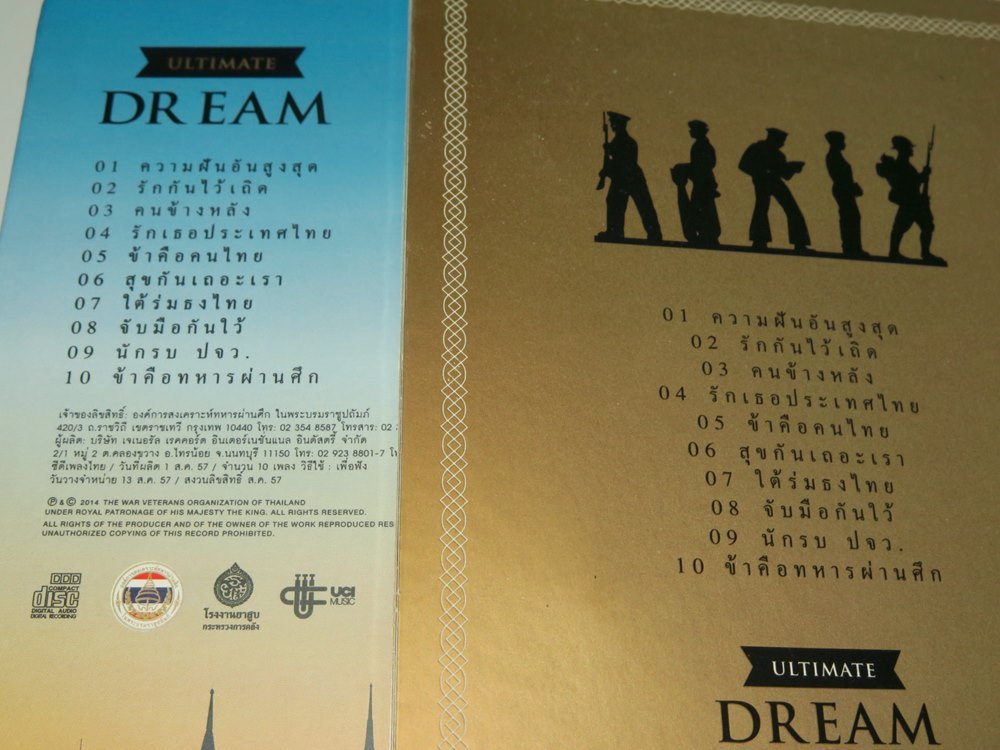 ULTIMATE
DREAM
01 ความฝันอันสูงสุด
02 รักกันไว้เถิด
03 คนข้างหลัง
04 รักเธอประเทศไทย
05 ข้าคือคนไทย
06 สุขกันเถอะเรา
07 ใต้ร่มธงไทย
08 จับมือกันไว้
09 นักรบ ปจว.
10 ข้าคือทหารผ่านศึก
เจ้าของลิขสิทธิ์: องค์การสงเคราะห์ทหารผ่านศึก ในพระบรมราชูปถัมภ์
420/3 ถ.ราชวิถี เขตราชเทวี กรุงเทพ 10400 โทร: 02 354 8587 โทรสาร: 02
ผู้ผลิต: บริษัท เจเนอรัล เรคคอร์ด อินเตอร์เนชั่นแนล อินดัสตรี้ จำกัด
2/1 หมู่ 2 ต.คลองขวาง อ.ไทรน้อย จ.นนทบุรี 11150 โทร: 02 923 8801-7
ซีดีเพลงไทย / วันที่ผลิต 1 ส.ค. 57 / จำนวน 10 เพลง วิธีใช้ : เพื่อฟัง
วันวางจำหน่าย 13 ส.ค. 57 / สงวนลิขสิทธิ์ ส.ค. 57
℗ & © 2014 THE WAR VETERANS ORGANIZATION OF THAILAND
UNDER ROYAL PATRONAGE OF HIS MAJESTY THE KING. ALL RIGHTS RESERVED.
ALL RIGHTS OF THE PRODUCER AND OF THE OWNER OF THE WORK REPRODUCED RES
UNAUTHORIZED COPYING OF THIS RECORD PROHIBITED.
DDD
COMPACT
disc
DIGITAL AUDIO
DIGITAL RECORDING
โรงงานยาสูบ
กระทรวงการคลัง
UCI
MUSIC
01 ความฝันอันสูงสุด
02 รักกันไว้เถิด
03 คนข้างหลัง
04 รักเธอประเทศไทย
05 ข้าคือคนไทย
06 สุขกันเถอะเรา
07 ใต้ร่มธงไทย
08 จับมือกันไว้
09 นักรบ ปจว.
10 ข้าคือทหารผ่านศึก
ULTIMATE
DREAM